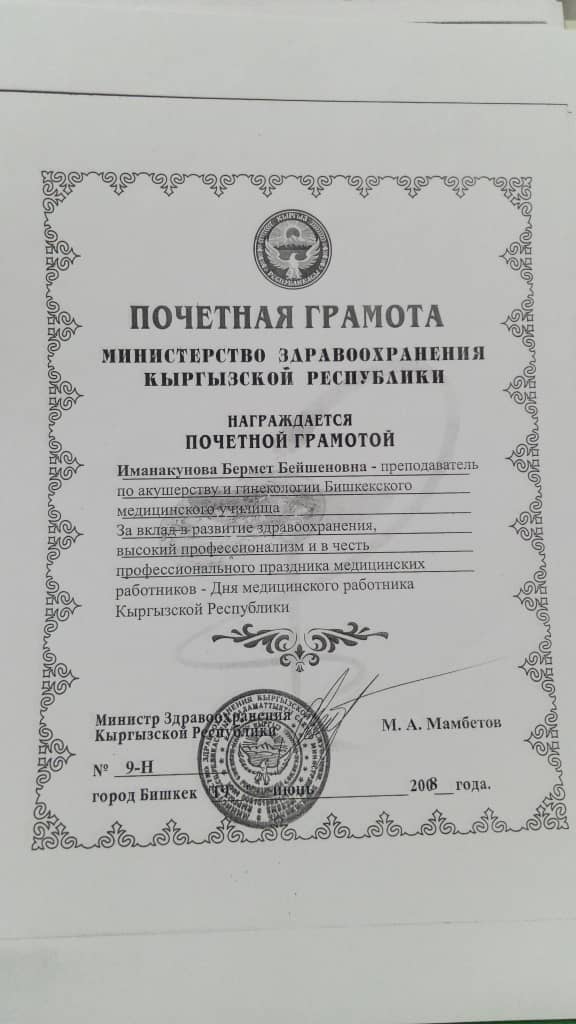 ПОЧЕТНАЯ ГРАМОТА
МИНИСТЕРСТВО ЗДРАВООХРАНЕНИЯ
КЫРГЫЗСКОЙ РЕСПУБЛИКИ
НАГРАЖДАЕТСЯ
ПОЧЕТНОЙ ГРАМОТОЙ
Иманакунова Бермет Бейшеновна - преподаватель
по акушерству и гинекологии Бишкекского
медицинского училища
За вклад в развитие здравоохранения,
высокий профессионализм и в честь
профессионального праздника медицинских
работников - Дня медицинского работника
Кыргызской Республики
Министр Здравоохранения
Кыргызской Республики
М. А. Мамбетов
№ 9-Н
город Бишкек июнь 2008 года.